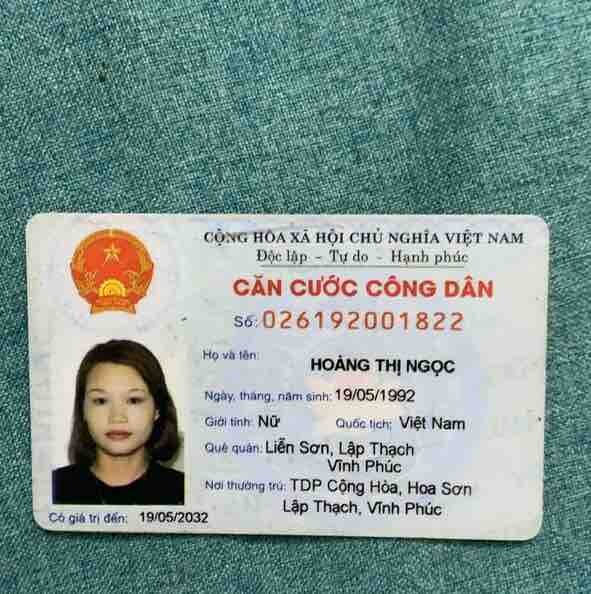 CỘNG HÒA XÃ HỘI CHỦ NGHĨA VIỆT NAM
Độc lập - Tự do - Hạnh phúc
CĂN CƯỚC CÔNG DÂN
Số: 026192001822
Họ và tên: HOÀNG THỊ NGỌC
Ngày, tháng, năm sinh: 19/05/1992
Giới tính: Nữ Quốc tịch: Việt Nam
Quê quán: Liễn Sơn, Lập Thạch
Vĩnh Phúc
Nơi thường trú: TDP Cộng Hòa, Hoa Sơn
Lập Thạch, Vĩnh Phúc
Có giá trị đến: 19/05/2032